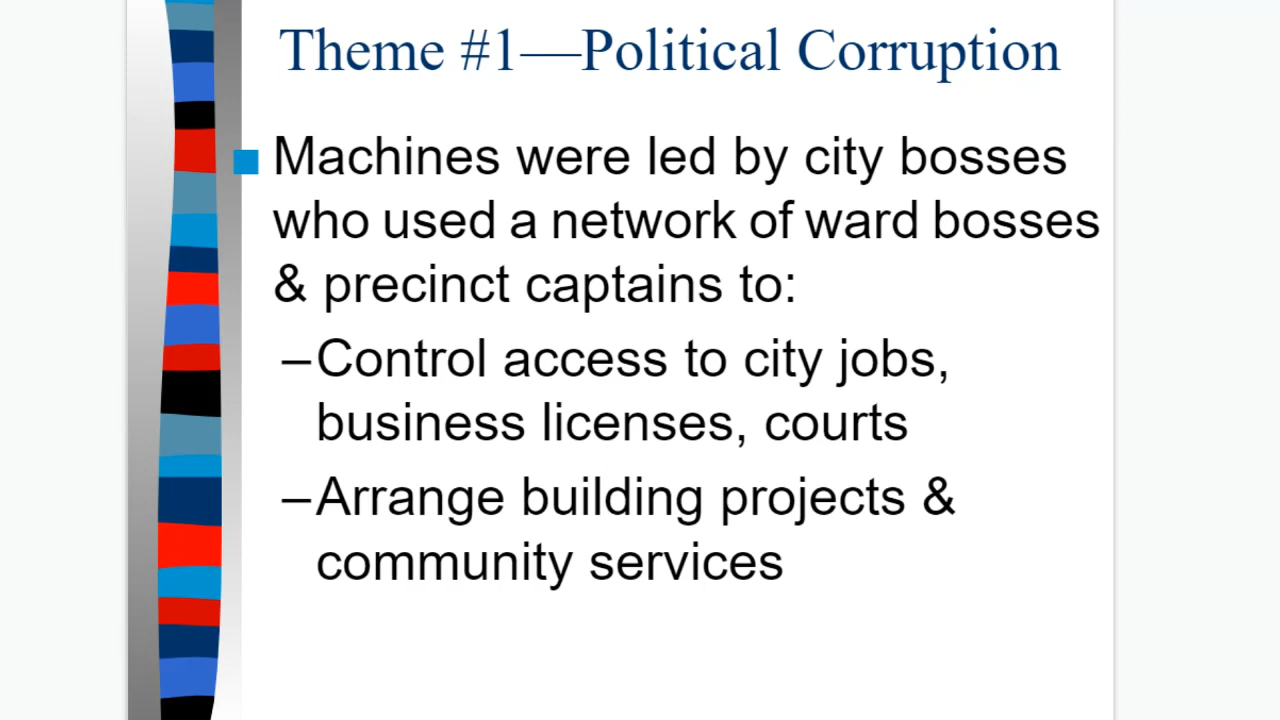 Theme #1—Political Corruption
Machines were led by city bosses
who used a network of ward bosses
& precinct captains to:
–Control access to city jobs,
business licenses, courts
–Arrange building projects &
community services